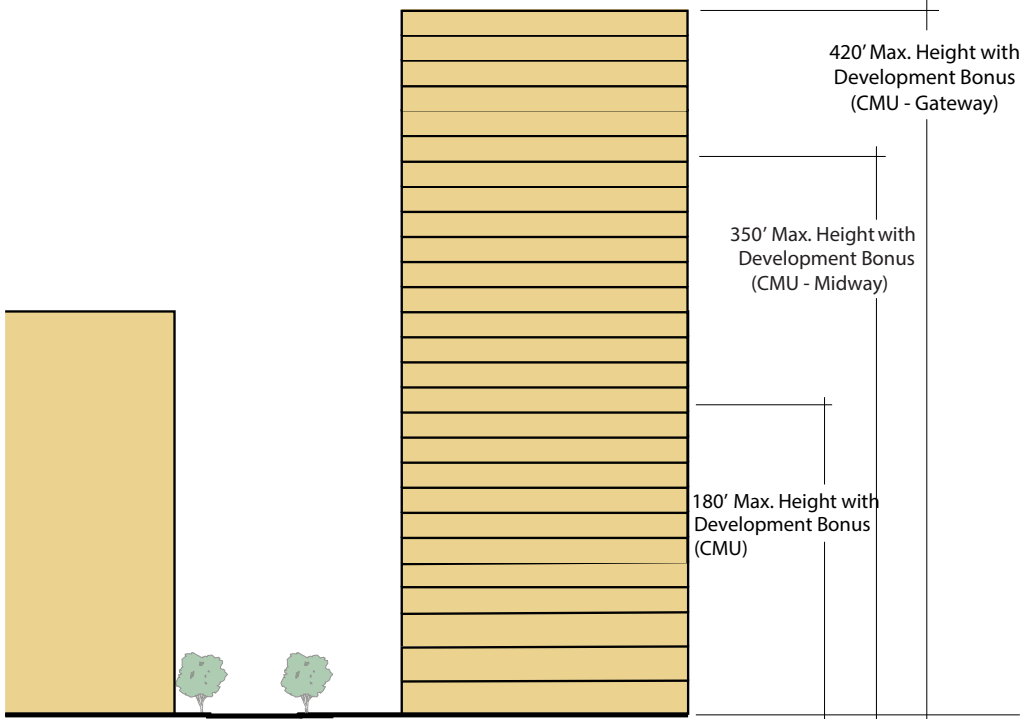 420' Max. Height with
Development Bonus
(CMU - Gateway)
350' Max. Height with
Development Bonus
(CMU - Midway)
180' Max. Height with
Development Bonus
(CMU)